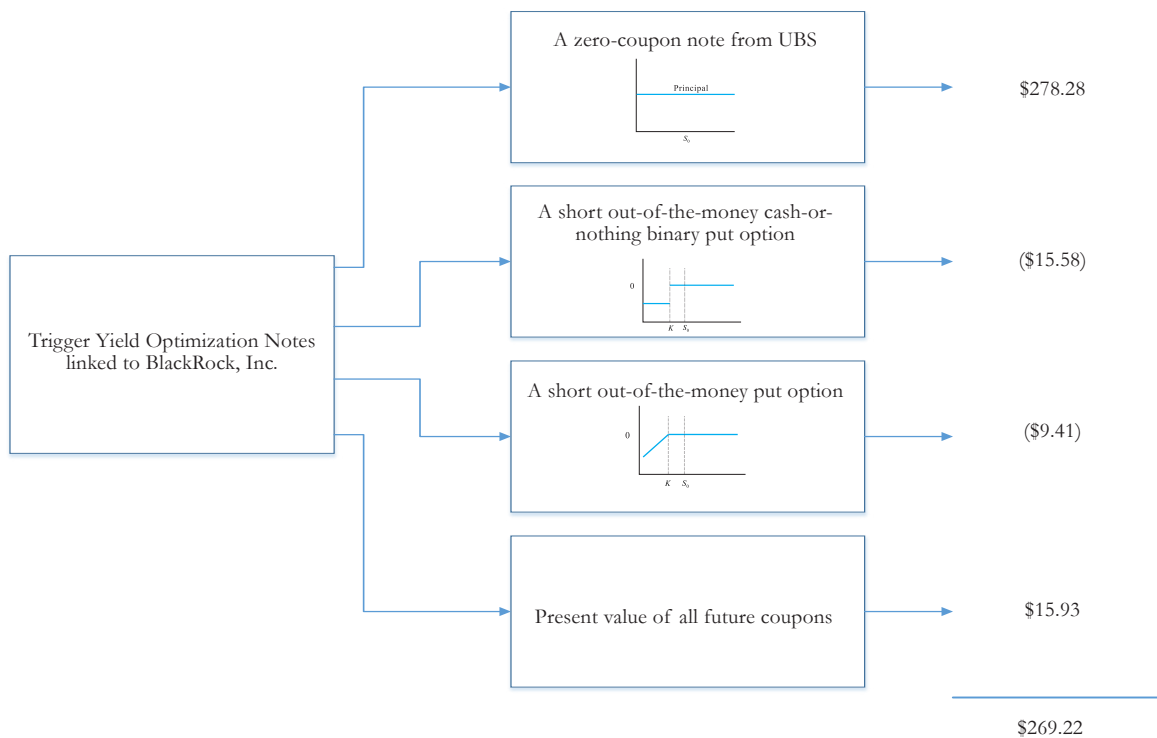 A zero-coupon note from UBS
Principal
S₀
$278.28
A short out-of-the-money cash-or-
nothing binary put option
0
K S₀
($15.58)
Trigger Yield Optimization Notes
linked to BlackRock, Inc.
A short out-of-the-money put option
0
K S₀
($9.41)
Present value of all future coupons
$15.93
$269.22